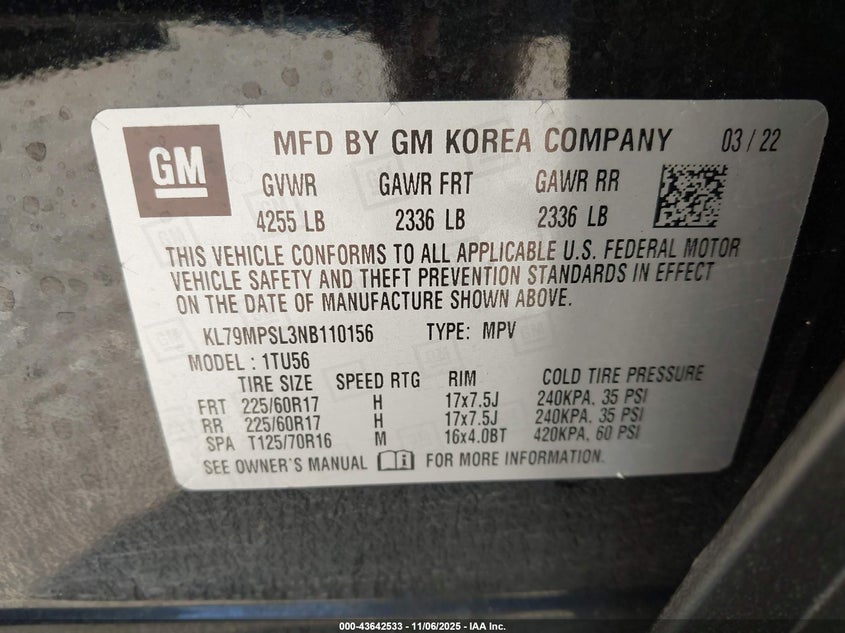 GM
MFD BY GM KOREA COMPANY 03 / 22
GVWR GAWR FRT GAWR RR
4255 LB 2336 LB 2336 LB
THIS VEHICLE CONFORMS TO ALL APPLICABLE U.S. FEDERAL MOTOR
VEHICLE SAFETY AND THEFT PREVENTION STANDARDS IN EFFECT
ON THE DATE OF MANUFACTURE SHOWN ABOVE.
KL79MPSL3NB110156 TYPE: MPV
MODEL : 1TU56
TIRE SIZE SPEED RTG RIM COLD TIRE PRESSURE
FRT 225/60R17 H 17x7.5J 240KPA, 35 PSI
RR 225/60R17 H 17x7.5J 240KPA, 35 PSI
SPA T125/70R16 M 16x4.0BT 420KPA, 60 PSI
SEE OWNER'S MANUAL FOR MORE INFORMATION.
000-43642533 - 11/06/2025 - IAA Inc.